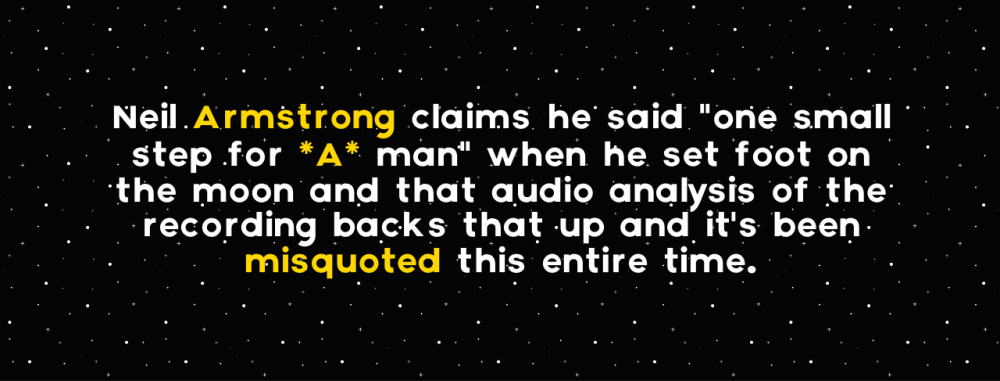 Neil Armstrong claims he said "one small
step for *A* man" when he set foot on
the moon and that audio analysis of the
recording backs that up and it's been
misquoted this entire time.